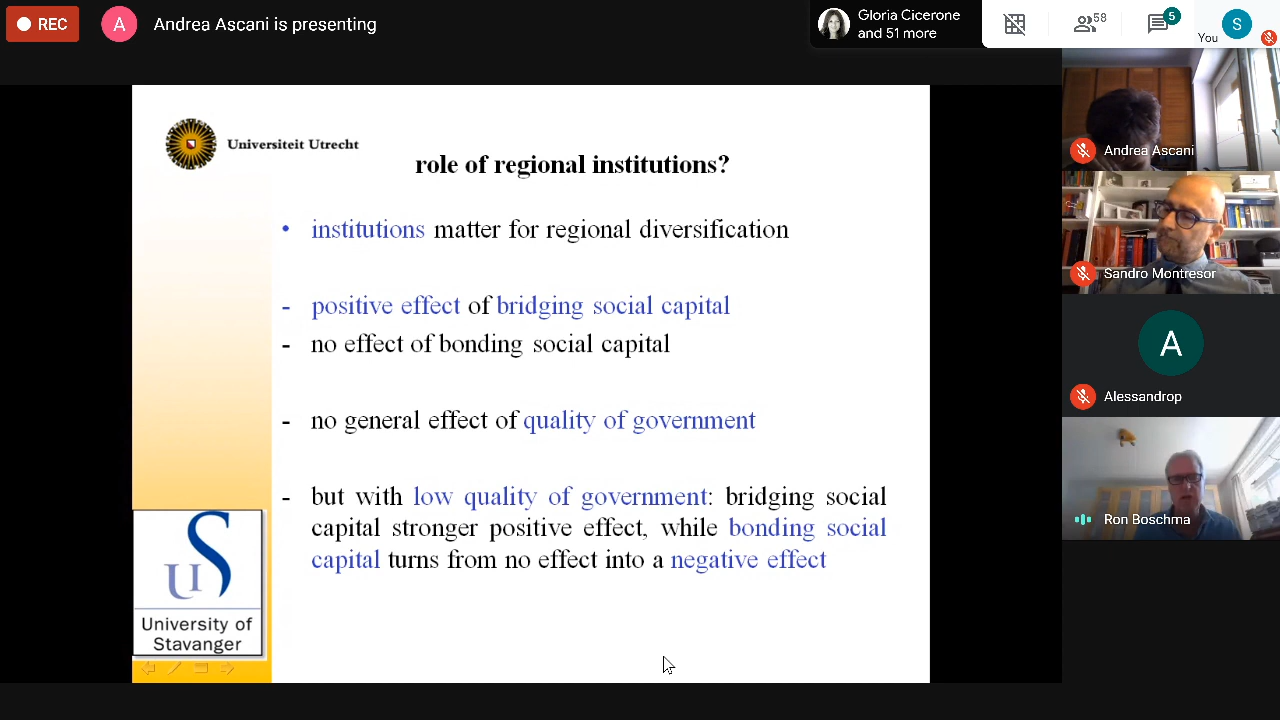 REC
A
Andrea Ascani is presenting
Gloria Cicerone
and 51 more
58
5
You
S
Universiteit Utrecht
role of regional institutions?
• institutions matter for regional diversification
- positive effect of bridging social capital
- no effect of bonding social capital
- no general effect of quality of government
- but with low quality of government: bridging social
capital stronger positive effect, while bonding social
capital turns from no effect into a negative effect
US
University of
Stavanger
Andrea Ascani
Sandro Montresor
A
Alessandrop
Ron Boschma